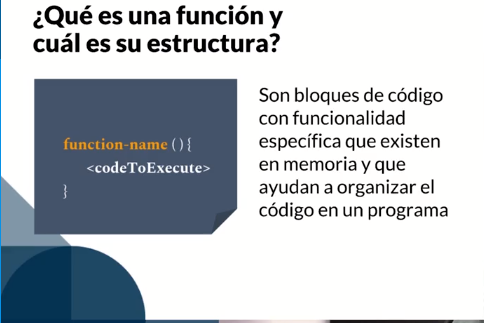 ¿Qué es una función y
cuál es su estructura?
function-name (){
<codeToExecute>
}
Son bloques de código
con funcionalidad
específica que existen
en memoria y que
ayudan a organizar el
código en un programa